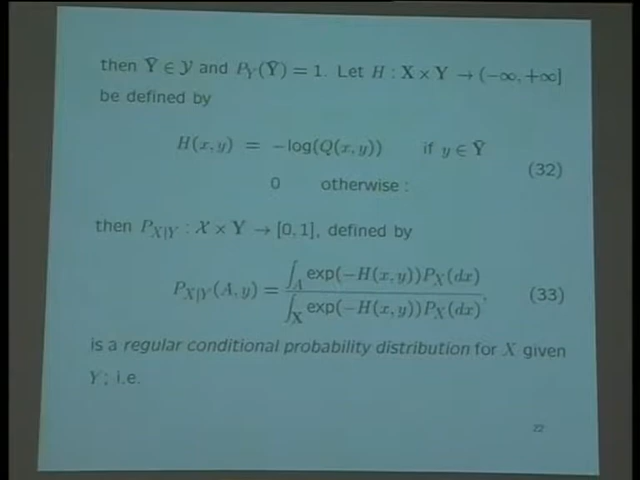 then Ȳ ∈ 𝒴 and P_Y(Ȳ) = 1. Let H : X × Y → (−∞, +∞]
be defined by
H(x, y) = −log(Q(x, y)) if y ∈ Ȳ
0 otherwise : (32)
then P_{X|Y} : 𝒳 × Y → [0, 1], defined by
P_{X|Y}(A, y) = ∫_A exp(−H(x, y))P_X(dx) / ∫_X exp(−H(x, y))P_X(dx), (33)
is a regular conditional probability distribution for X given
Y; i.e.
22